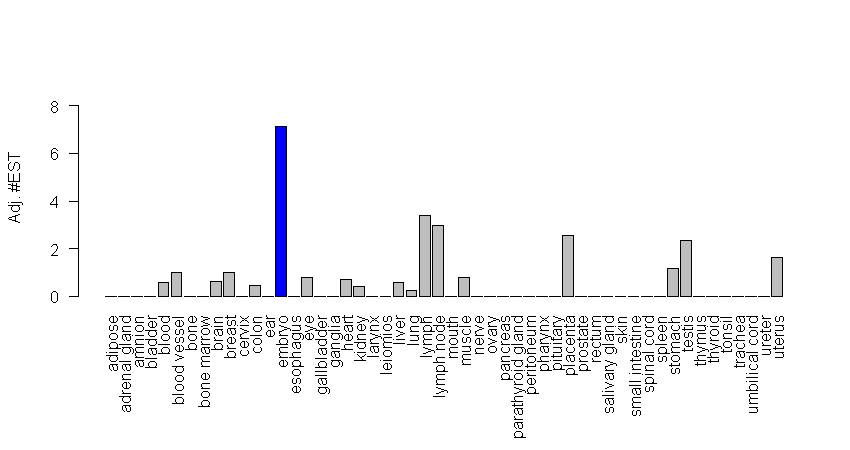 Adj. #EST
8
6
4
2
0
adipose
adrenal gland
amnion
bladder
blood
blood vessel
bone
bone marrow
brain
breast
cervix
colon
ear
embryo
esophagus
eye
gallbladder
ganglia
heart
kidney
larynx
leiomios
liver
lung
lymph
lymph node
mouth
muscle
nerve
ovary
pancreas
parathyroid gland
peritoneum
pharynx
pituitary
placenta
prostate
rectum
salivary gland
skin
small intestine
spinal cord
spleen
stomach
testis
thymus
thyroid
tonsil
trachea
umbilical cord
ureter
uterus